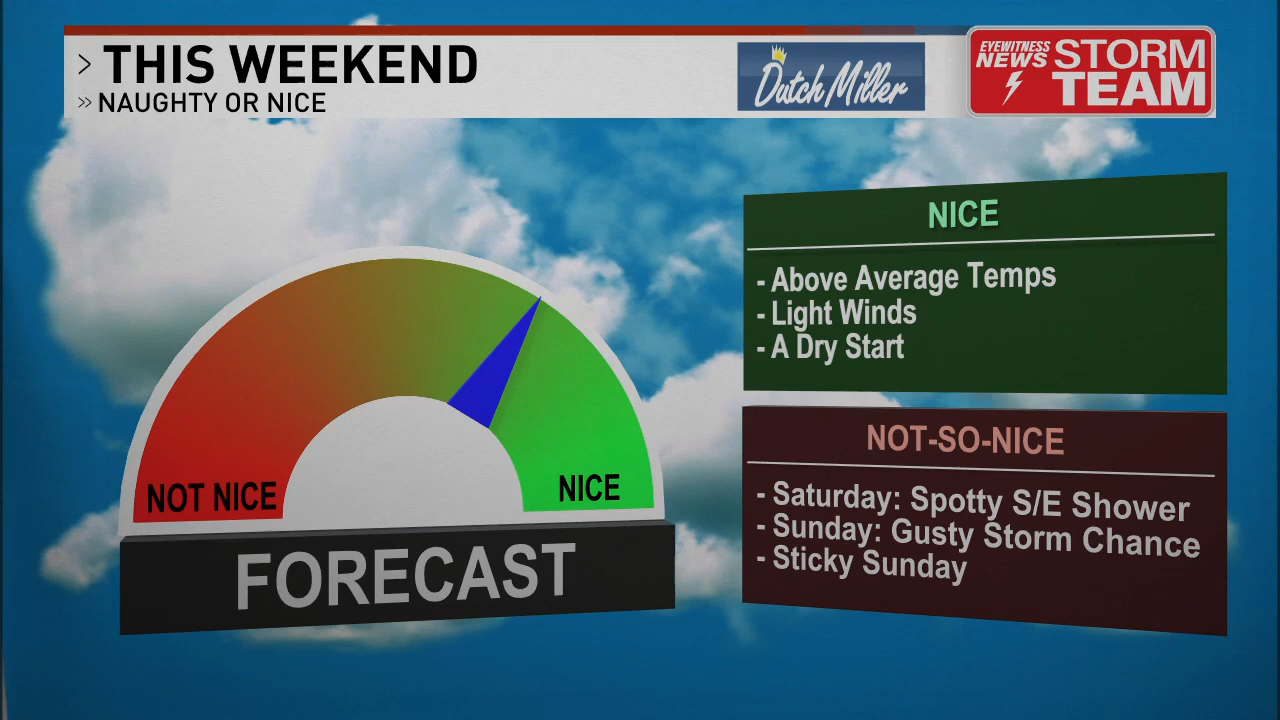 > THIS WEEKEND
>> NAUGHTY OR NICE
Dutch Miller
EYEWITNESS NEWS STORM TEAM
NOT NICE
NICE
FORECAST
NICE
- Above Average Temps
- Light Winds
- A Dry Start
NOT-SO-NICE
- Saturday: Spotty S/E Shower
- Sunday: Gusty Storm Chance
- Sticky Sunday